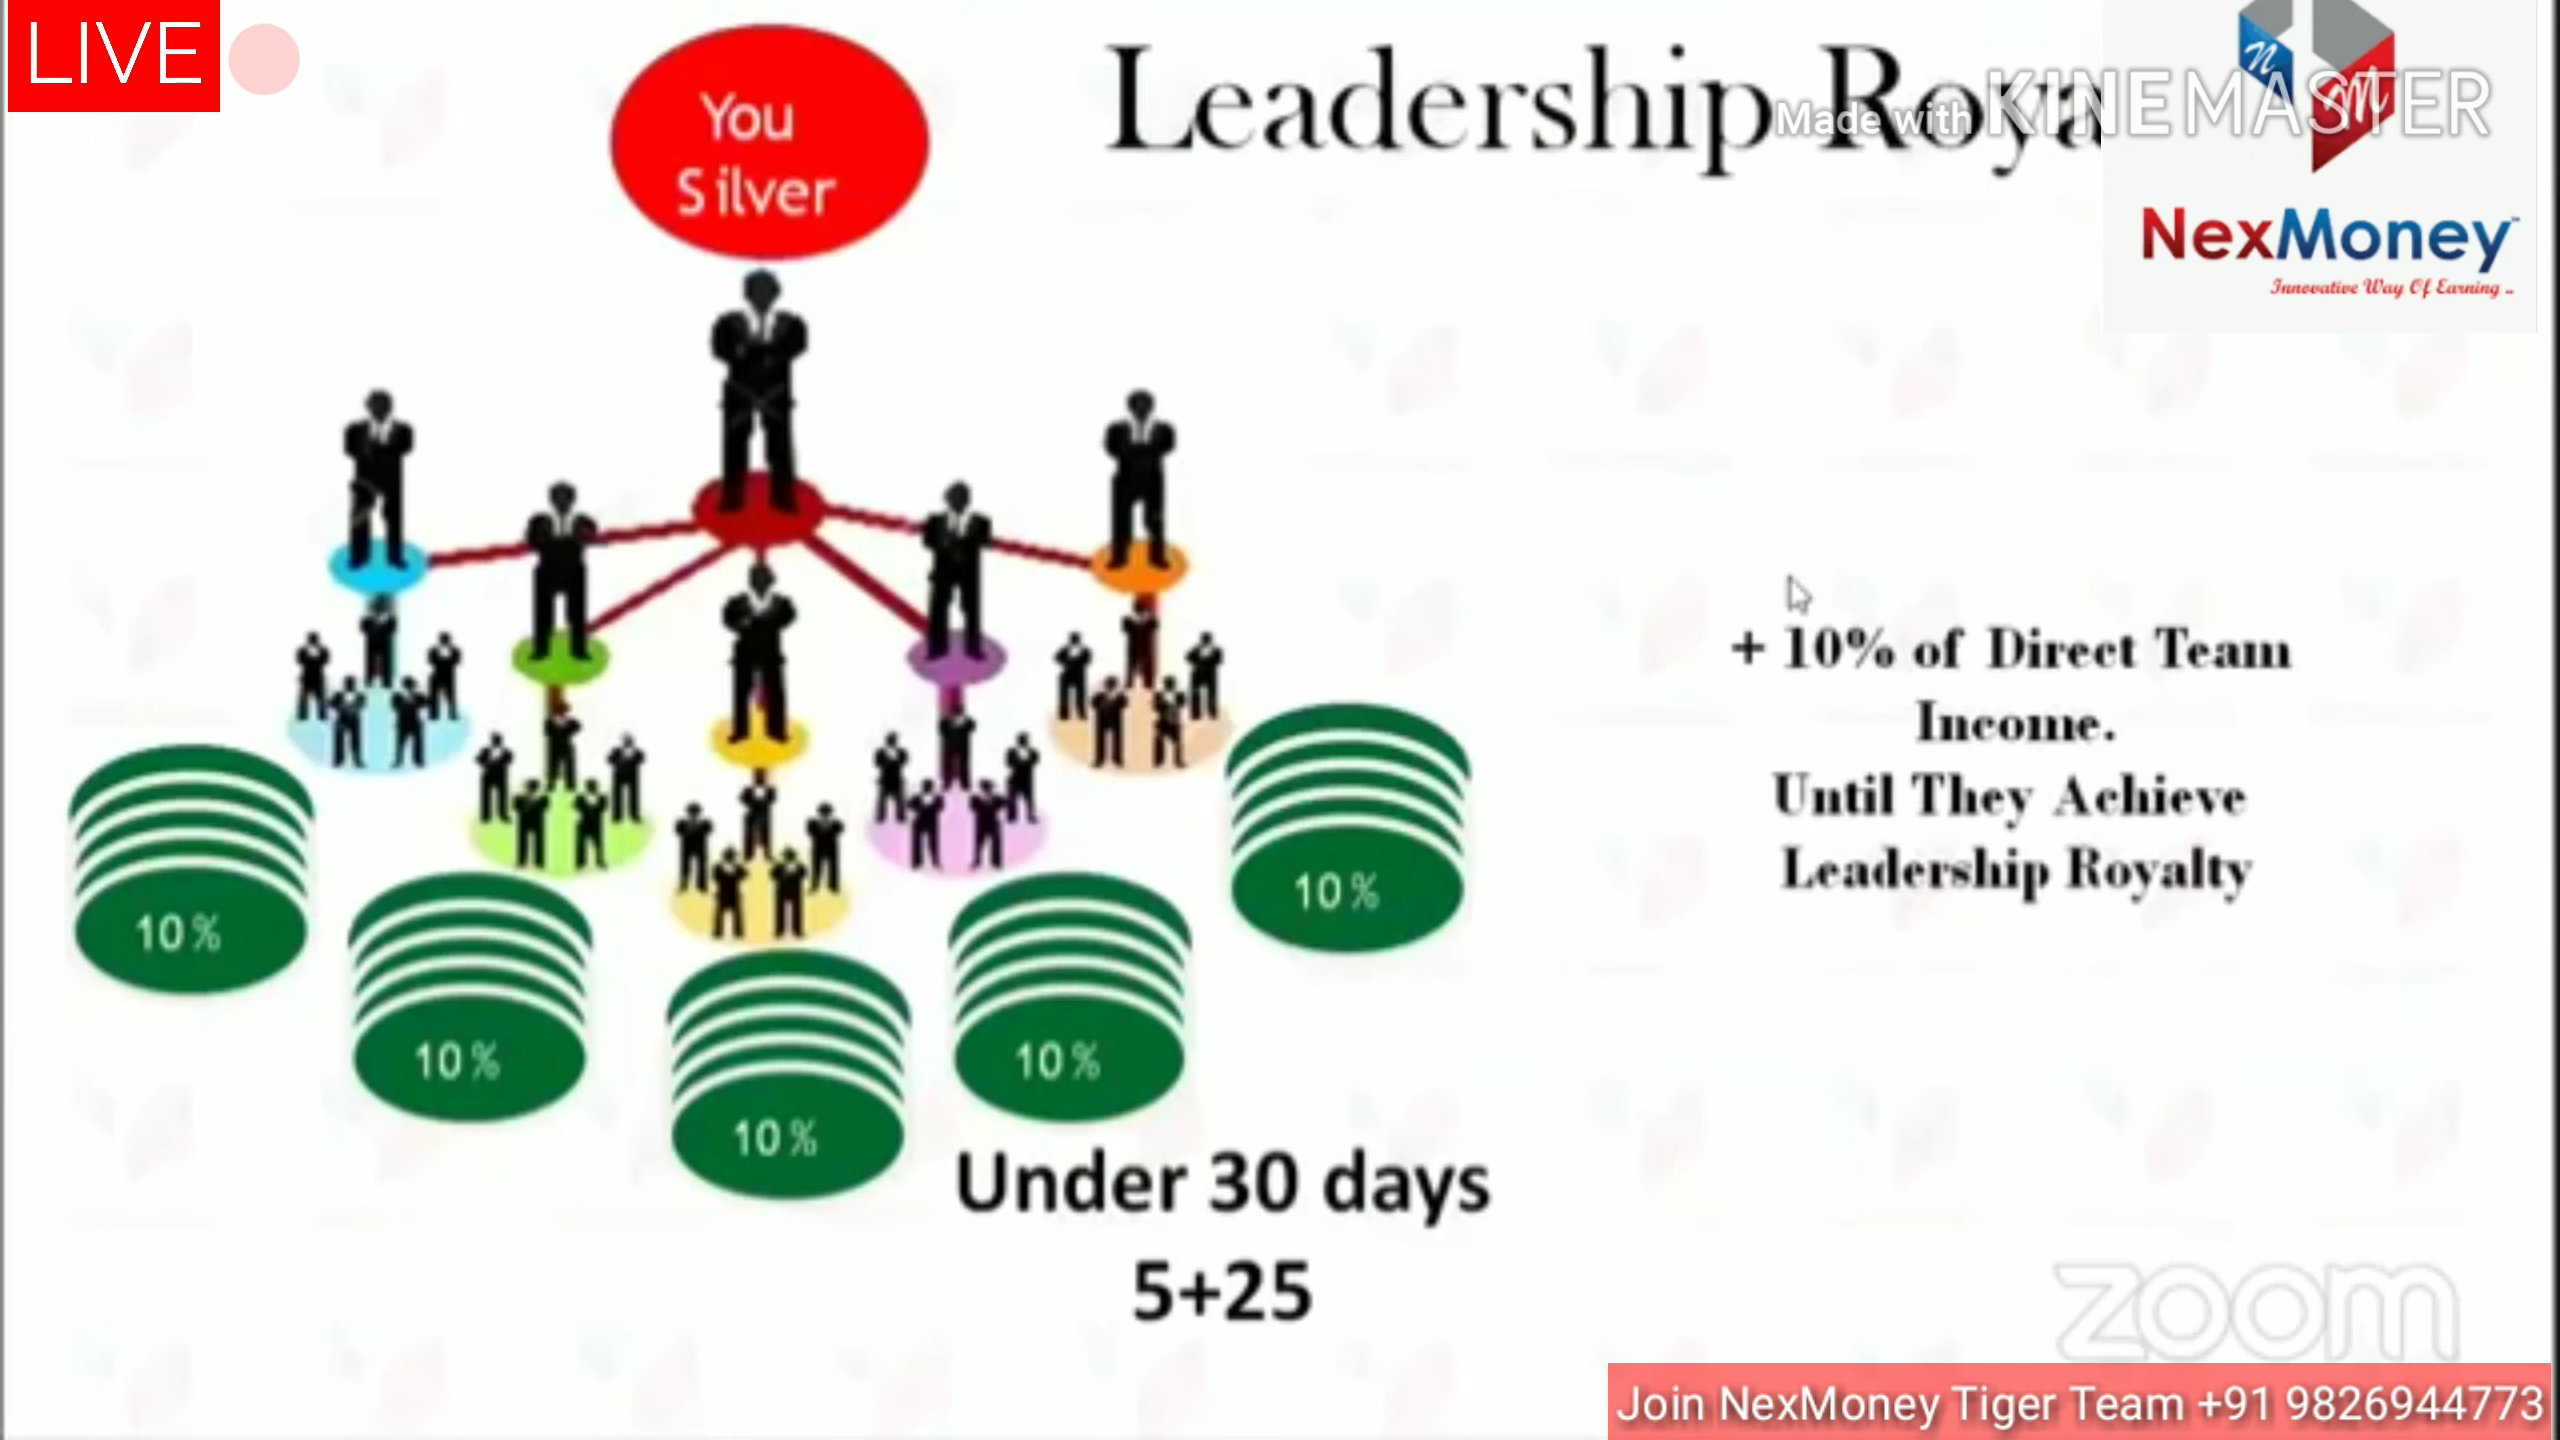 LIVE
You
Silver
Leadership Roya
Made with KINEMASTER
n
m
NexMoney
Innovative Way Of Earning ..
+ 10% of Direct Team
Income.
Until They Achieve
Leadership Royalty
10%
10%
10%
10%
10%
Under 30 days
5+25
zoom
Join NexMoney Tiger Team +91 9826944773